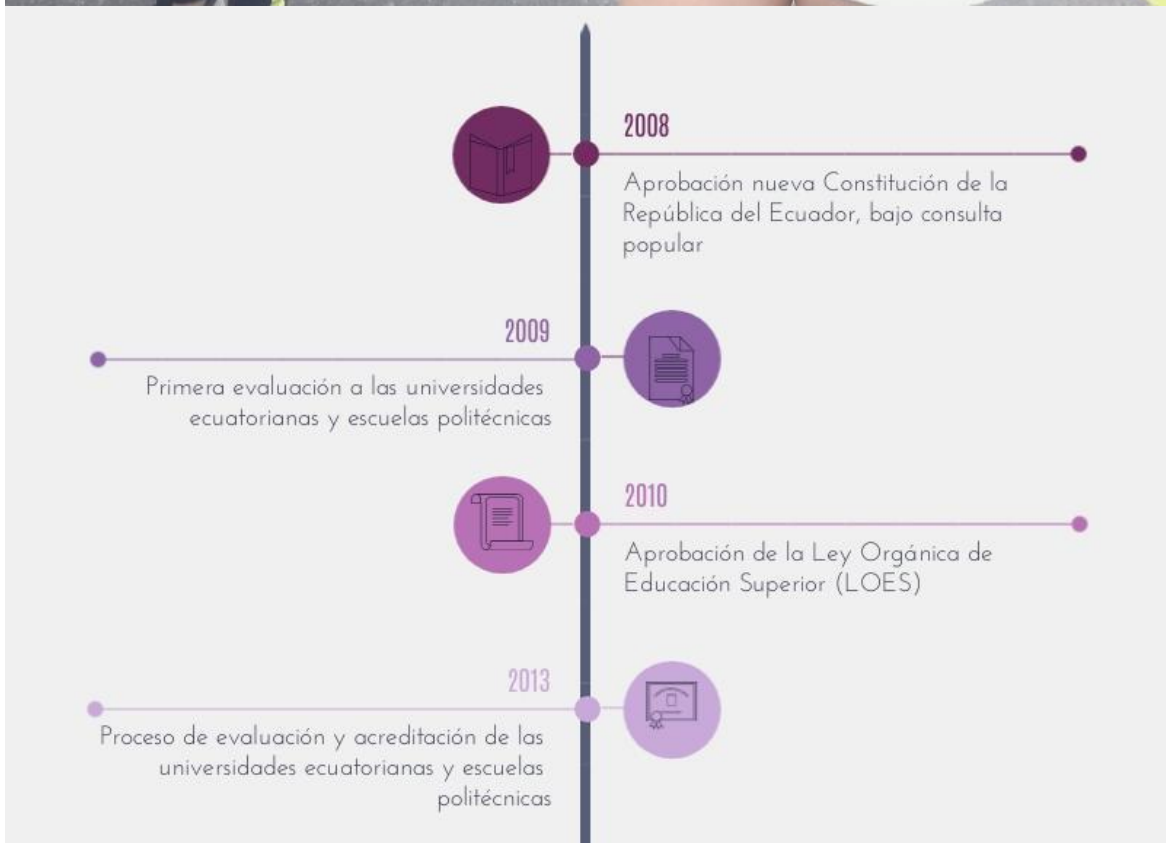 2008
Aprobación nueva Constitución de la
República del Ecuador, bajo consulta
popular
2009
Primera evaluación a las universidades
ecuatorianas y escuelas politécnicas
2010
Aprobación de la Ley Orgánica de
Educación Superior (LOES)
2013
Proceso de evaluación y acreditación de las
universidades ecuatorianas y escuelas
politécnicas